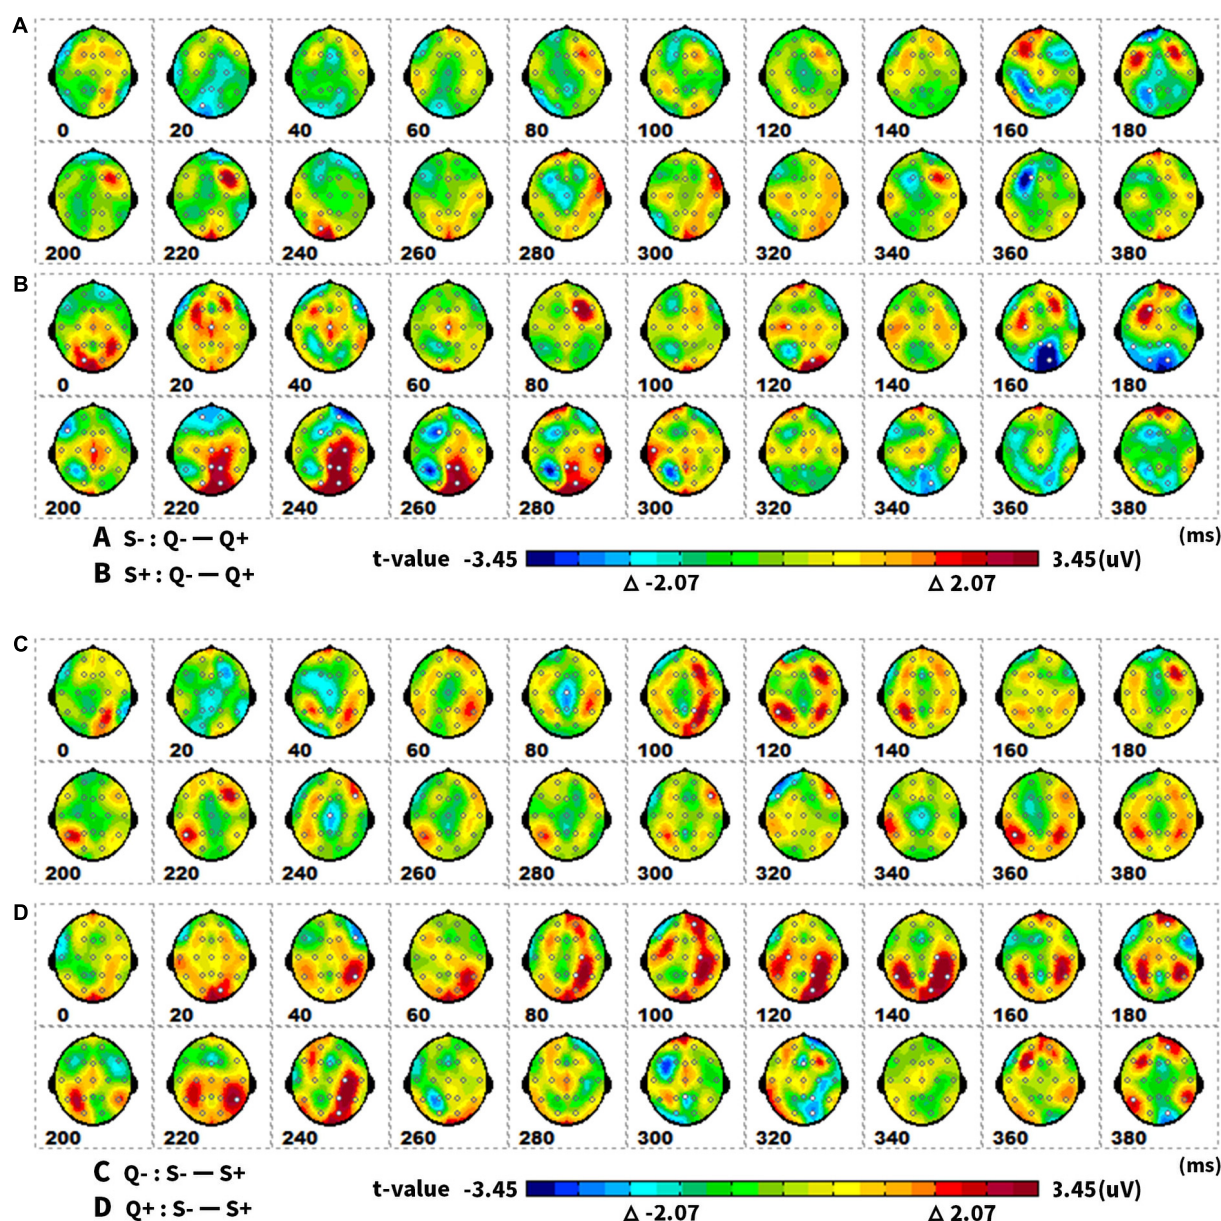 A
0 20 40 60 80 100 120 140 160 180
200 220 240 260 280 300 320 340 360 380
B
0 20 40 60 80 100 120 140 160 180
200 220 240 260 280 300 320 340 360 380
(ms)
A S- : Q- — Q+
t-value -3.45 3.45(uV)
B S+ : Q- — Q+
Δ -2.07 Δ 2.07
C
0 20 40 60 80 100 120 140 160 180
200 220 240 260 280 300 320 340 360 380
D
0 20 40 60 80 100 120 140 160 180
200 220 240 260 280 300 320 340 360 380
(ms)
C Q- : S- — S+
t-value -3.45 3.45(uV)
D Q+ : S- — S+
Δ -2.07 Δ 2.07